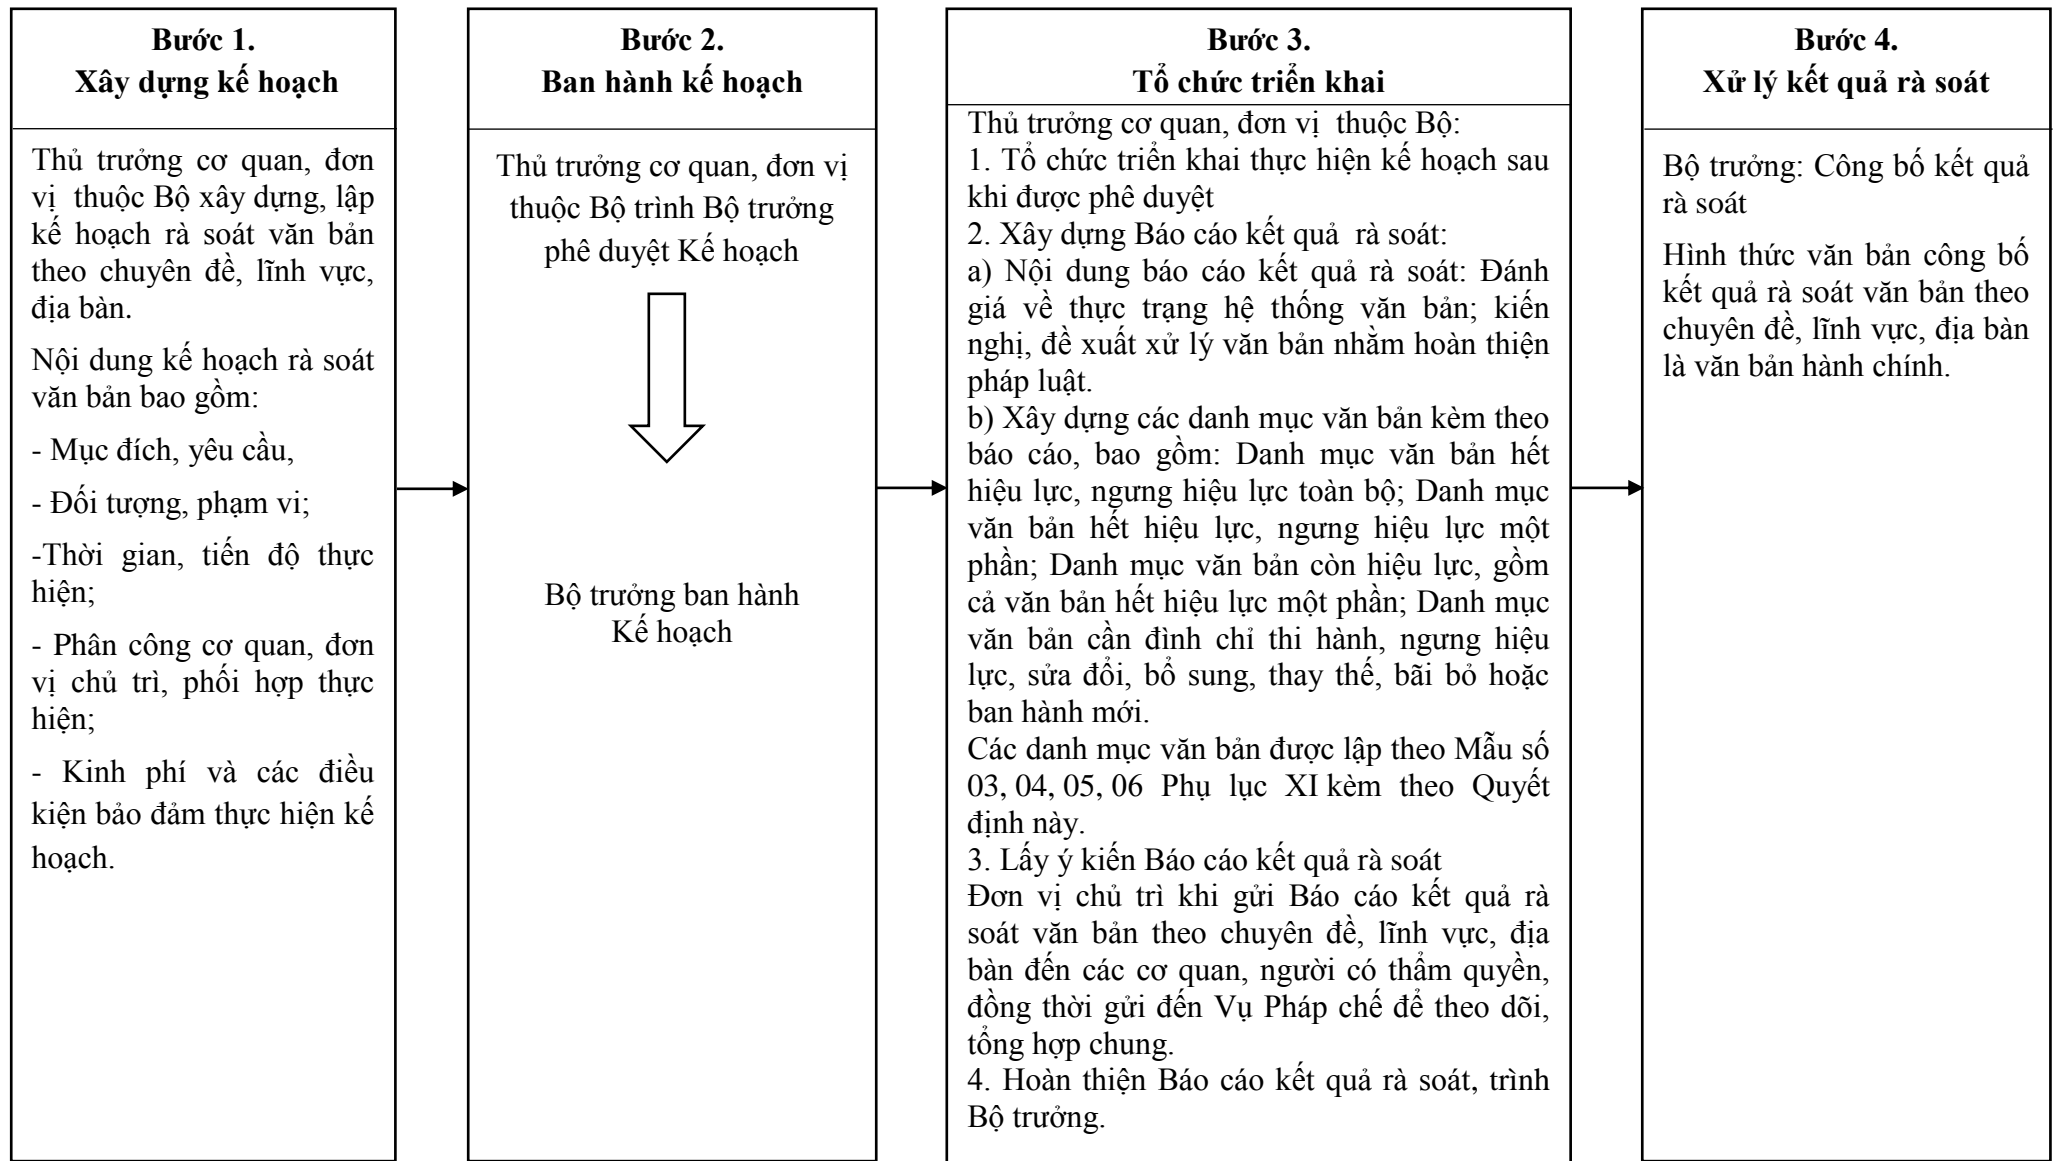 Bước 1.
Xây dựng kế hoạch
Thủ trưởng cơ quan, đơn
vị thuộc Bộ xây dựng, lập
kế hoạch rà soát văn bản
theo chuyên đề, lĩnh vực,
địa bàn.
Nội dung kế hoạch rà soát
văn bản bao gồm:
- Mục đích, yêu cầu,
- Đối tượng, phạm vi;
-Thời gian, tiến độ thực
hiện;
- Phân công cơ quan, đơn
vị chủ trì, phối hợp thực
hiện;
- Kinh phí và các điều
kiện bảo đảm thực hiện kế
hoạch.
Bước 2.
Ban hành kế hoạch
Thủ trưởng cơ quan, đơn vị
thuộc Bộ trình Bộ trưởng
phê duyệt Kế hoạch
Bộ trưởng ban hành
Kế hoạch
Bước 3.
Tổ chức triển khai
Thủ trưởng cơ quan, đơn vị thuộc Bộ:
1. Tổ chức triển khai thực hiện kế hoạch sau
khi được phê duyệt
2. Xây dựng Báo cáo kết quả rà soát:
a) Nội dung báo cáo kết quả rà soát: Đánh
giá về thực trạng hệ thống văn bản; kiến
nghị, đề xuất xử lý văn bản nhằm hoàn thiện
pháp luật.
b) Xây dựng các danh mục văn bản kèm theo
báo cáo, bao gồm: Danh mục văn bản hết
hiệu lực, ngưng hiệu lực toàn bộ; Danh mục
văn bản hết hiệu lực, ngưng hiệu lực một
phần; Danh mục văn bản còn hiệu lực, gồm
cả văn bản hết hiệu lực một phần; Danh mục
văn bản cần đình chỉ thi hành, ngưng hiệu
lực, sửa đổi, bổ sung, thay thế, bãi bỏ hoặc
ban hành mới.
Các danh mục văn bản được lập theo Mẫu số
03, 04, 05, 06 Phụ lục XI kèm theo Quyết
định này.
3. Lấy ý kiến Báo cáo kết quả rà soát
Đơn vị chủ trì khi gửi Báo cáo kết quả rà
soát văn bản theo chuyên đề, lĩnh vực, địa
bàn đến các cơ quan, người có thẩm quyền,
đồng thời gửi đến Vụ Pháp chế để theo dõi,
tổng hợp chung.
4. Hoàn thiện Báo cáo kết quả rà soát, trình
Bộ trưởng.
Bước 4.
Xử lý kết quả rà soát
Bộ trưởng: Công bố kết quả
rà soát
Hình thức văn bản công bố
kết quả rà soát văn bản theo
chuyên đề, lĩnh vực, địa bàn
là văn bản hành chính.